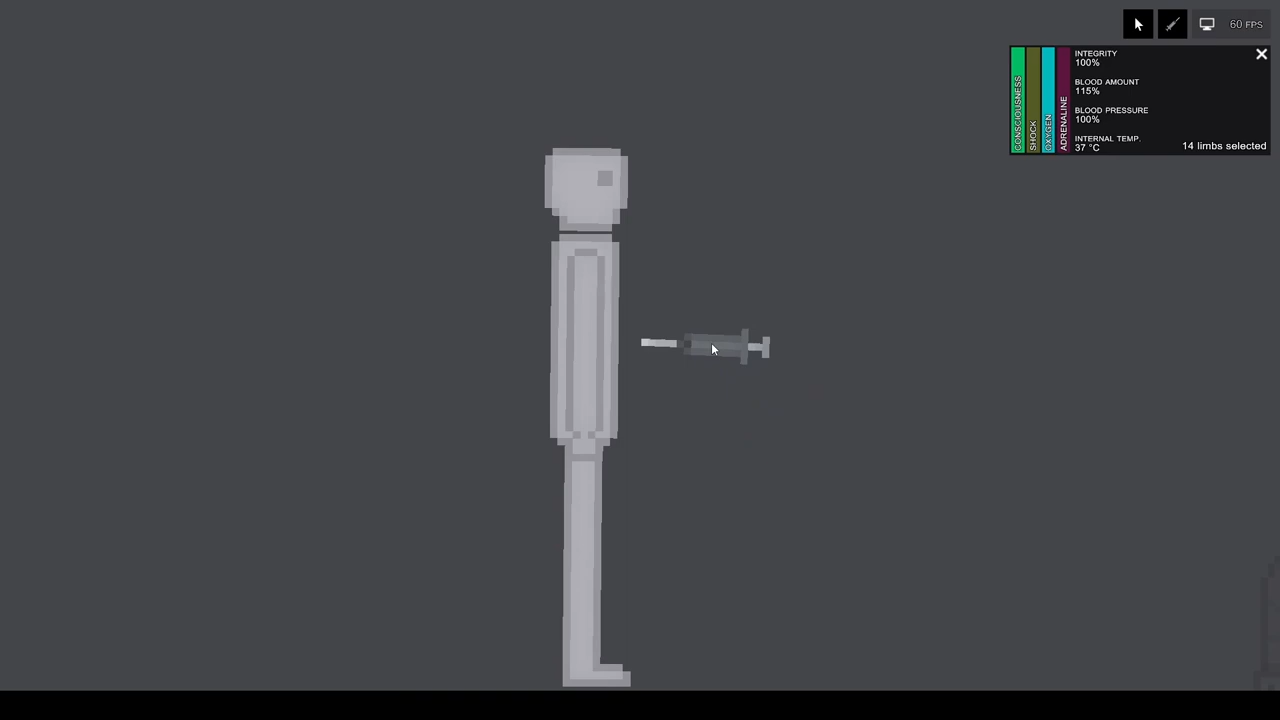 60 FPS
CONSCIOUSNESS
SHOCK
OXYGEN
ADRENALINE
INTEGRITY
100%
BLOOD AMOUNT
115%
BLOOD PRESSURE
100%
INTERNAL TEMP.
37 °C
14 limbs selected